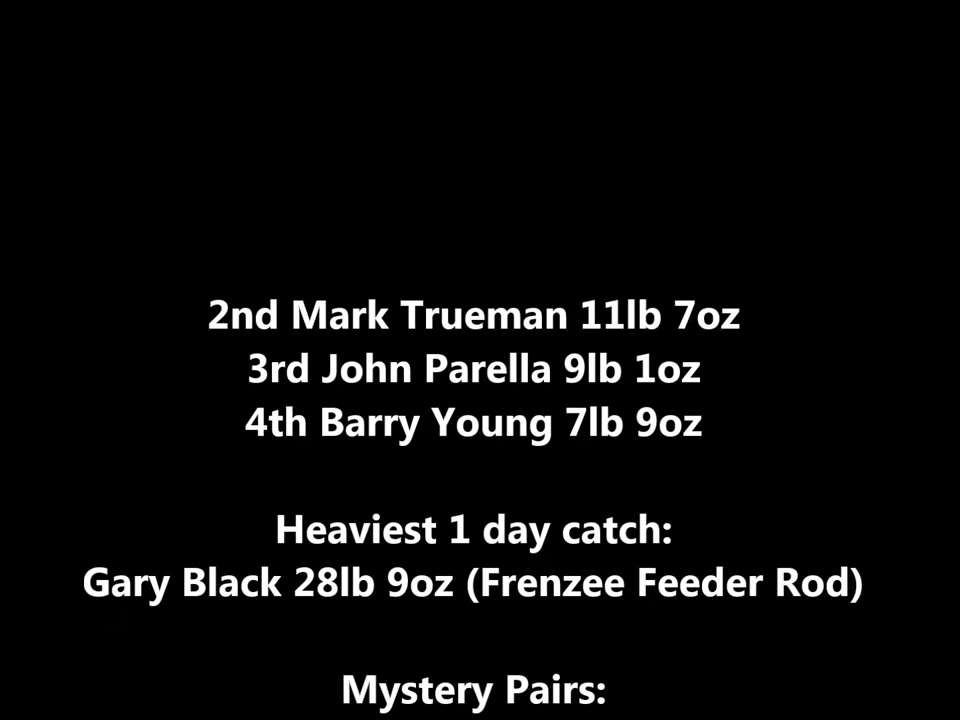 2nd Mark Trueman 11lb 7oz
3rd John Parella 9lb 1oz
4th Barry Young 7lb 9oz
Heaviest 1 day catch:
Gary Black 28lb 9oz (Frenzee Feeder Rod)
Mystery Pairs: